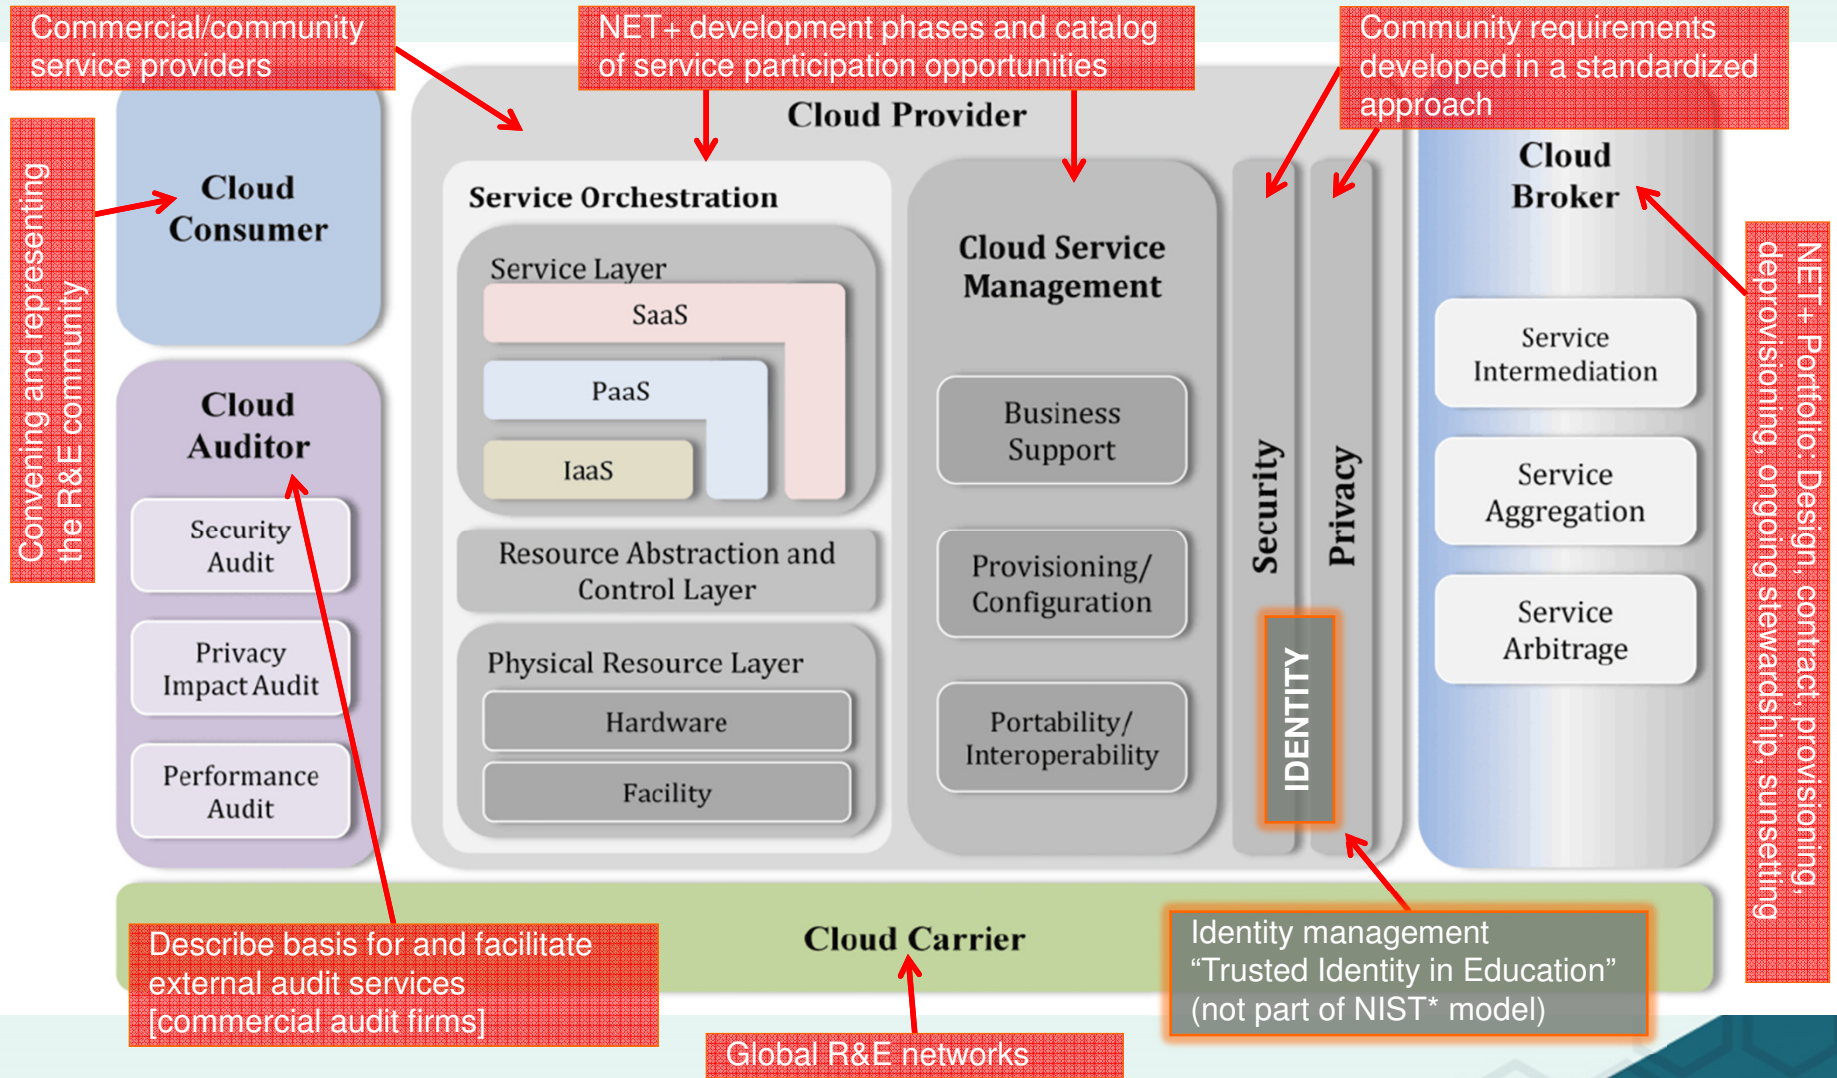 Commercial/community
service providers
NET+ development phases and catalog
of service participation opportunities
Community requirements
developed in a standardized
approach
Convening and representing
the R&E community
Cloud
Consumer
Cloud
Auditor
Security
Audit
Privacy
Impact Audit
Performance
Audit
Cloud Provider
Service Orchestration
Service Layer
SaaS
PaaS
IaaS
Resource Abstraction and
Control Layer
Physical Resource Layer
Hardware
Facility
Cloud Service
Management
Business
Support
Provisioning/
Configuration
Portability/
Interoperability
Security
Privacy
IDENTITY
Cloud
Broker
Service
Intermediation
Service
Aggregation
Service
Arbitrage
NET+ Portfolio: Design, contract, provisioning,
deprovisioning, ongoing stewardship, sunsetting
Cloud Carrier
Describe basis for and facilitate
external audit services
[commercial audit firms]
Identity management
“Trusted Identity in Education”
(not part of NIST* model)
Global R&E networks